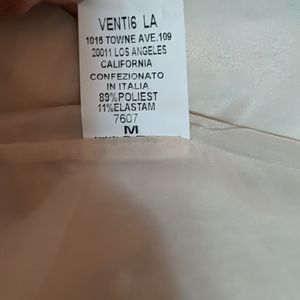 VENTI6 LA
1016 TOWNE AVE.109
20011 LOS ANGELES
CALIFORNIA
CONFEZIONATO
IN ITALIA
89%POLIEST
11%ELASTAM
7607
M